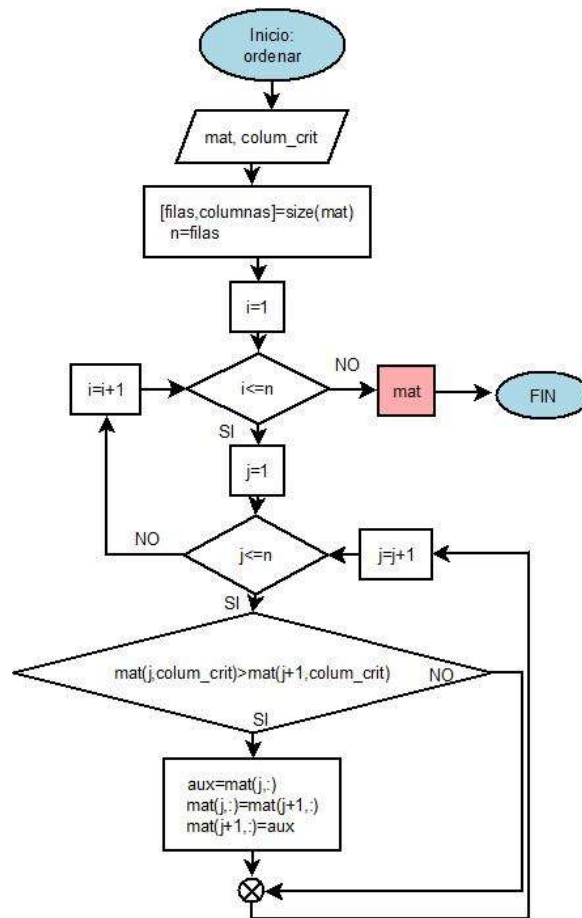 Inicio:
ordenar
mat, colum_crit
[filas,columnas]=size(mat)
n=filas
i=1
i=i+1
i<=n
NO
mat
FIN
SI
j=1
NO
j<=n
j=j+1
SI
mat(j,colum_crit)>mat(j+1,colum_crit)
NO
SI
aux=mat(j,:)
mat(j,:)=mat(j+1,:)
mat(j+1,:)=aux